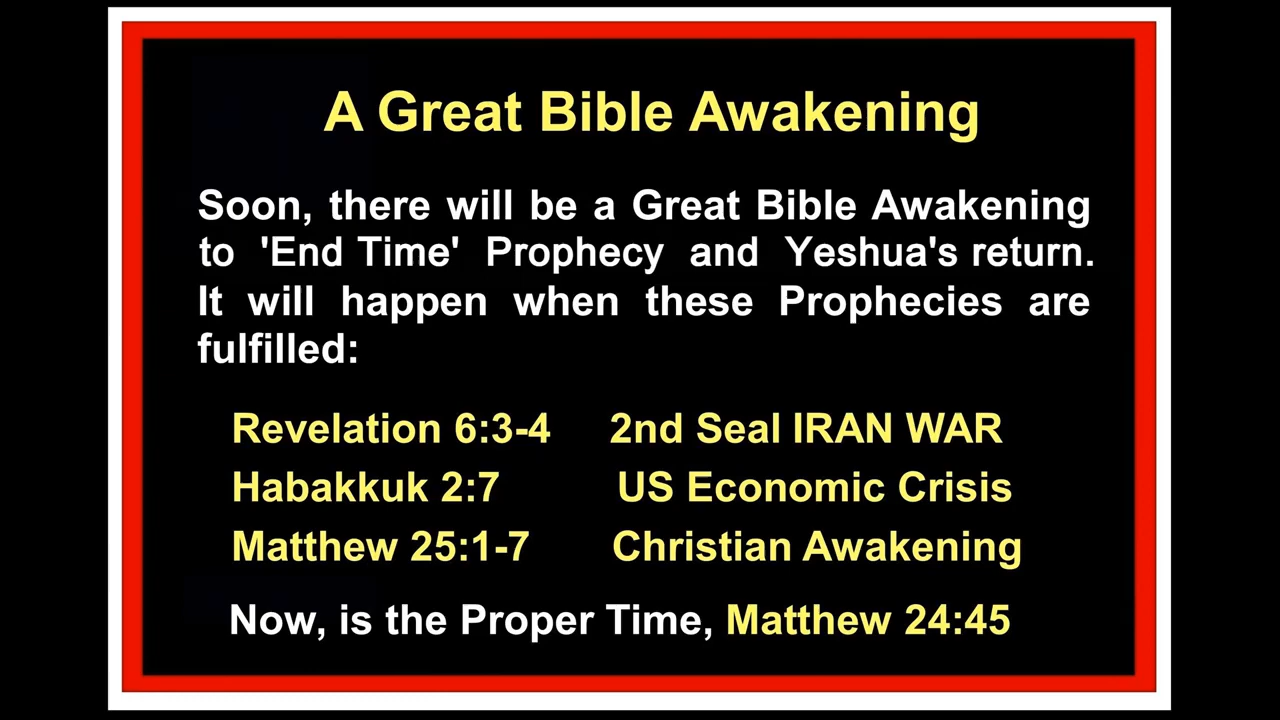 A Great Bible Awakening
Soon, there will be a Great Bible Awakening
to 'End Time' Prophecy and Yeshua's return.
It will happen when these Prophecies are
fulfilled:
Revelation 6:3-4 2nd Seal IRAN WAR
Habakkuk 2:7 US Economic Crisis
Matthew 25:1-7 Christian Awakening
Now, is the Proper Time, Matthew 24:45